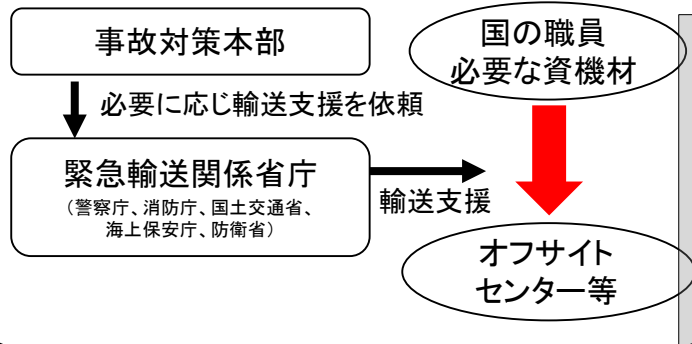 事故対策本部
必要に応じ輸送支援を依頼
緊急輸送関係省庁
（警察庁、消防庁、国土交通省、
海上保安庁、防衛省）
輸送支援
国の職員
必要な資機材
オフサイト
センター等